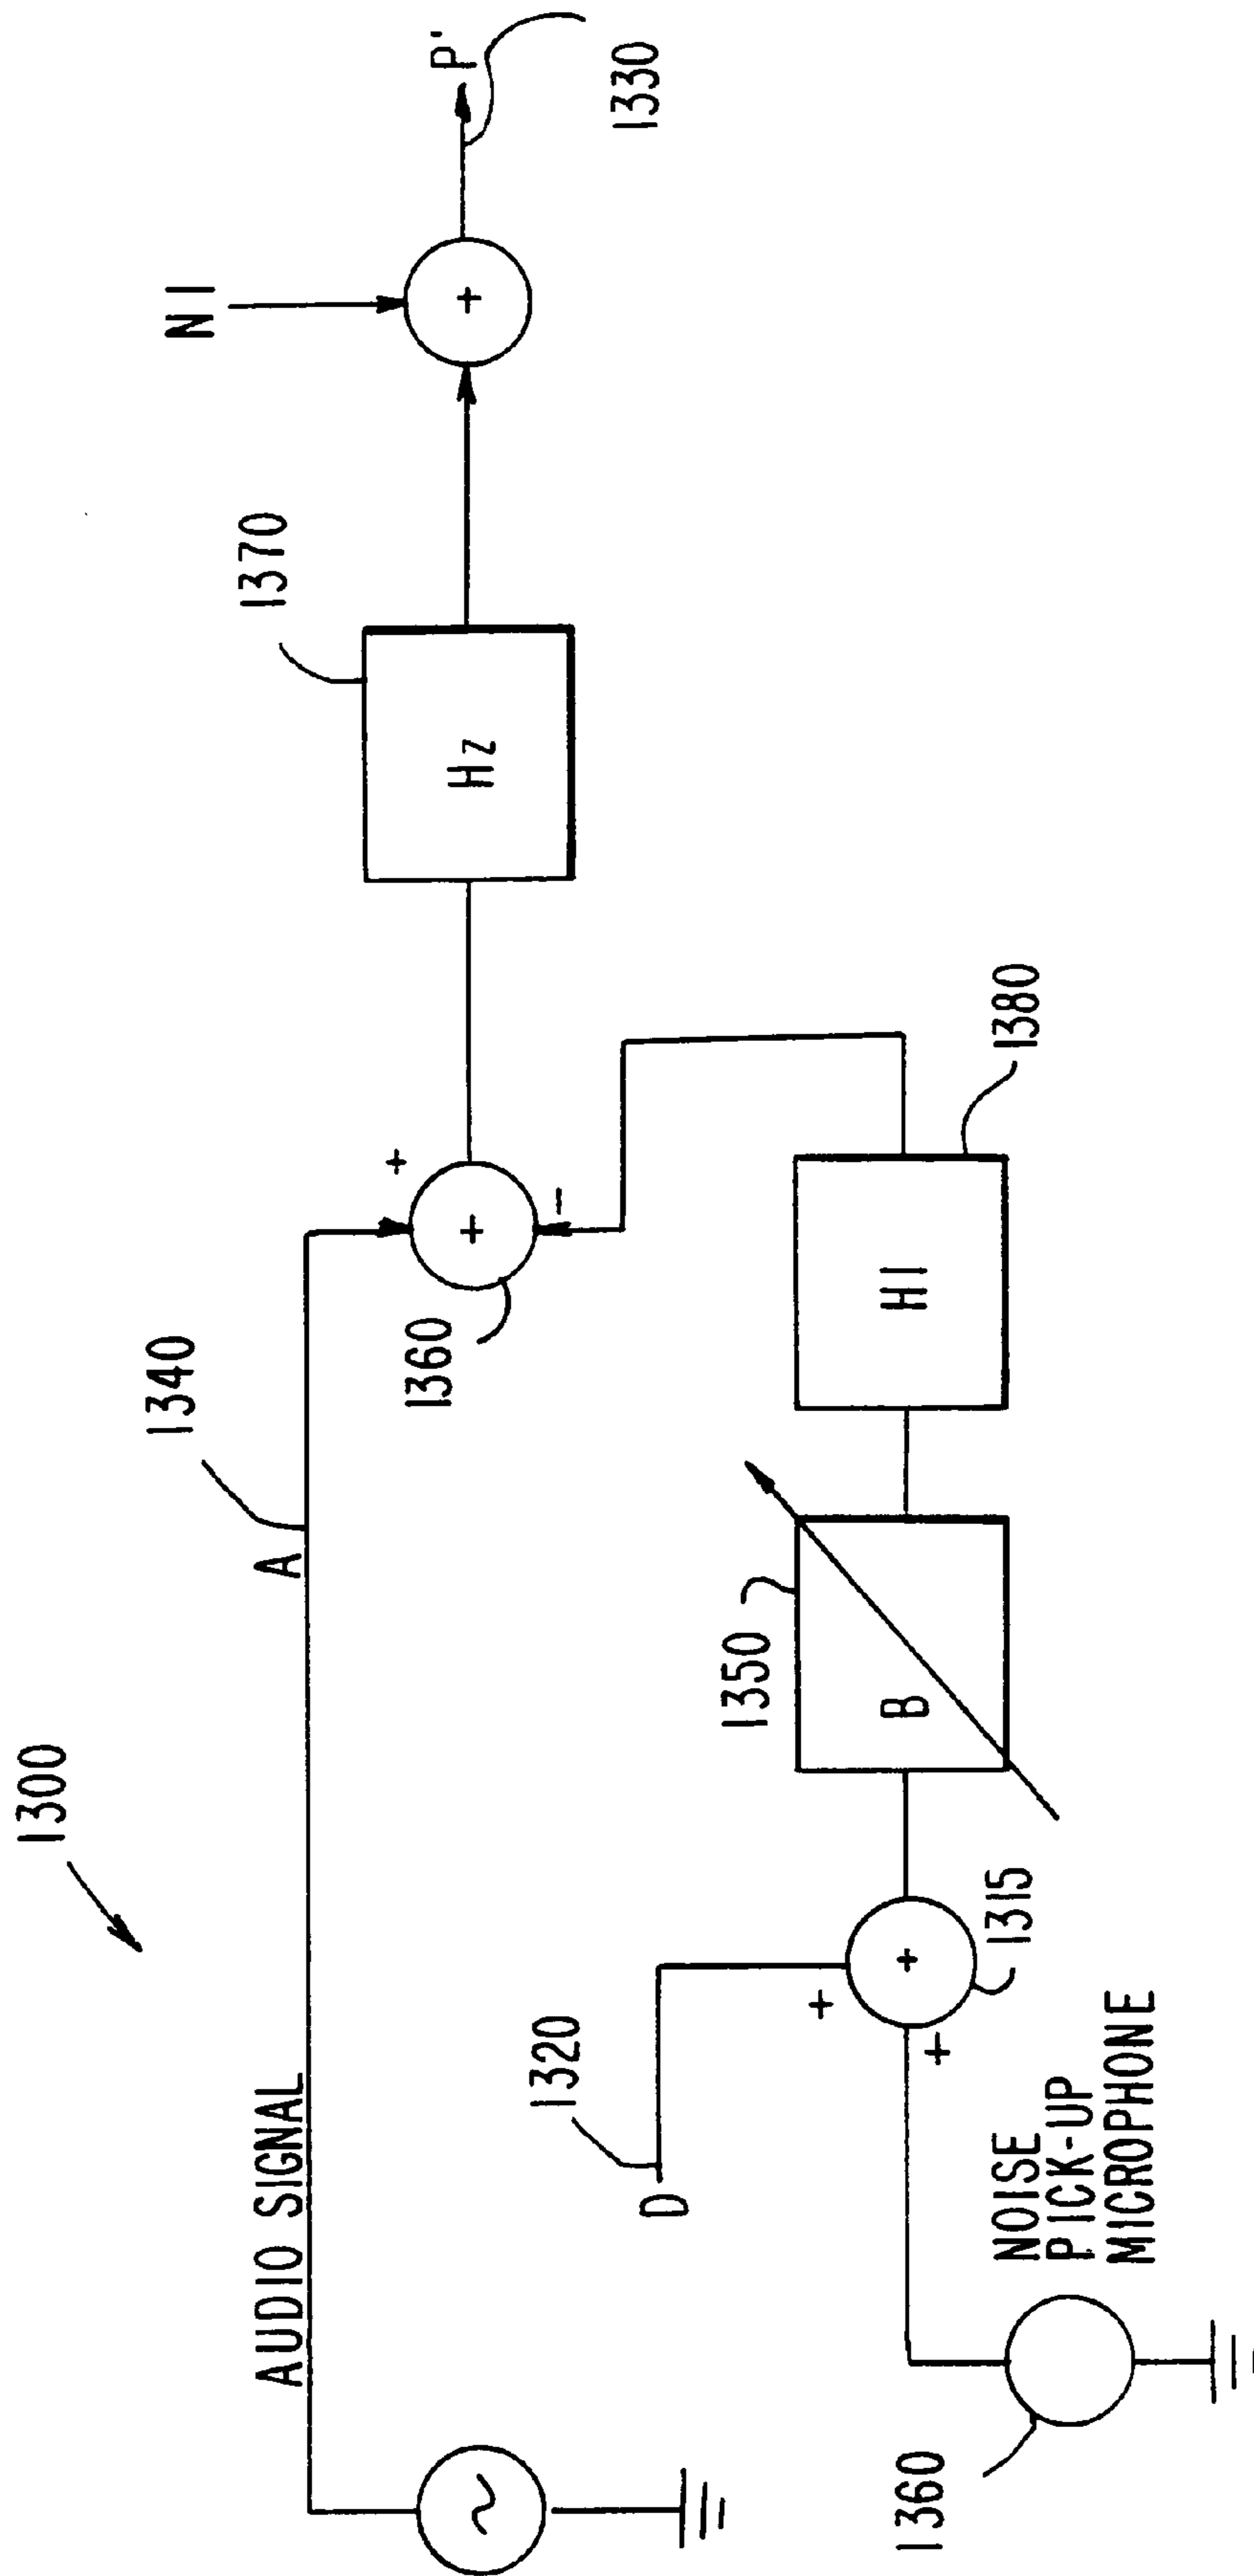 1300
AUDIO SIGNAL
A
1340
N1
P'
1330
1370
Hz
+
+
+
-
1360
D
1320
+
+
+
1315
1350
B
H1
1380
1360
NOISE
PICK-UP
MICROPHONE